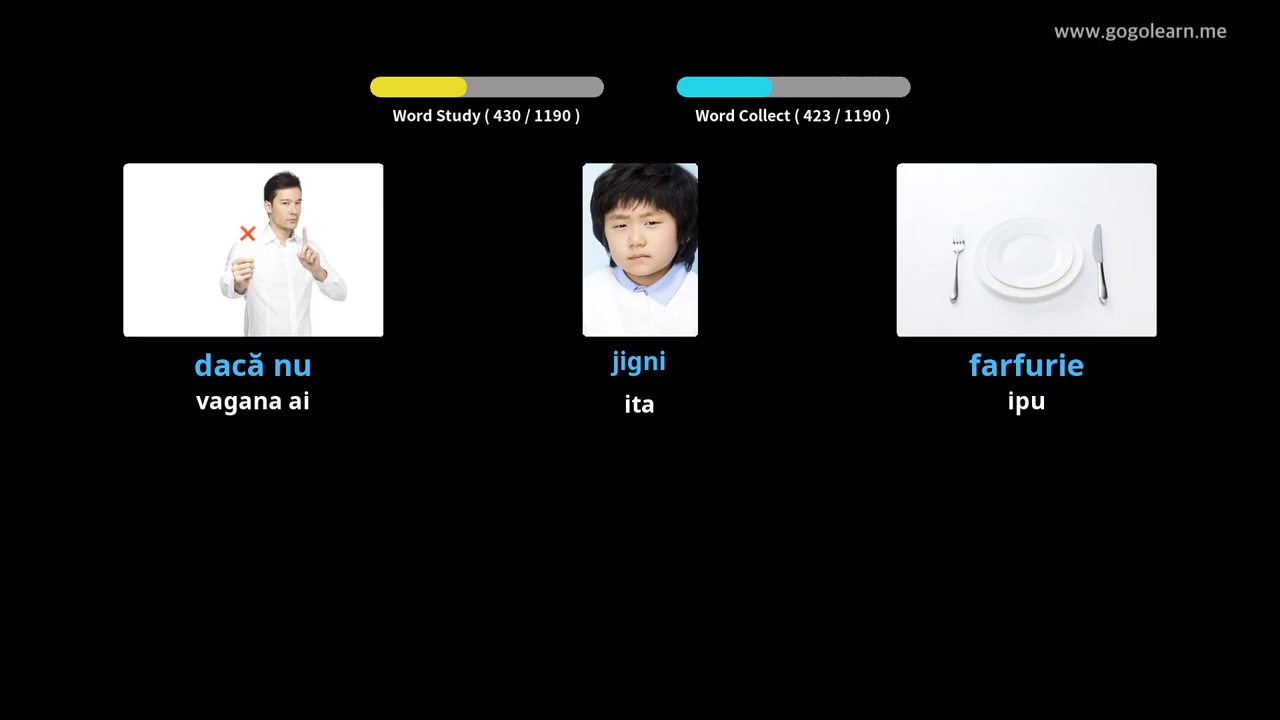 www.gogolearn.me
Word Study ( 430 / 1190 )
Word Collect ( 423 / 1190 )
dacă nu
vagana ai
jigni
ita
farfurie
ipu